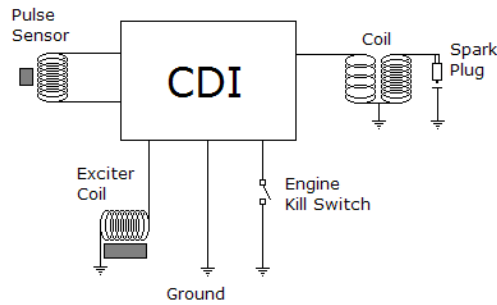 Pulse
Sensor
CDI
Coil
Spark
Plug
Exciter
Coil
Engine
Kill Switch
Ground